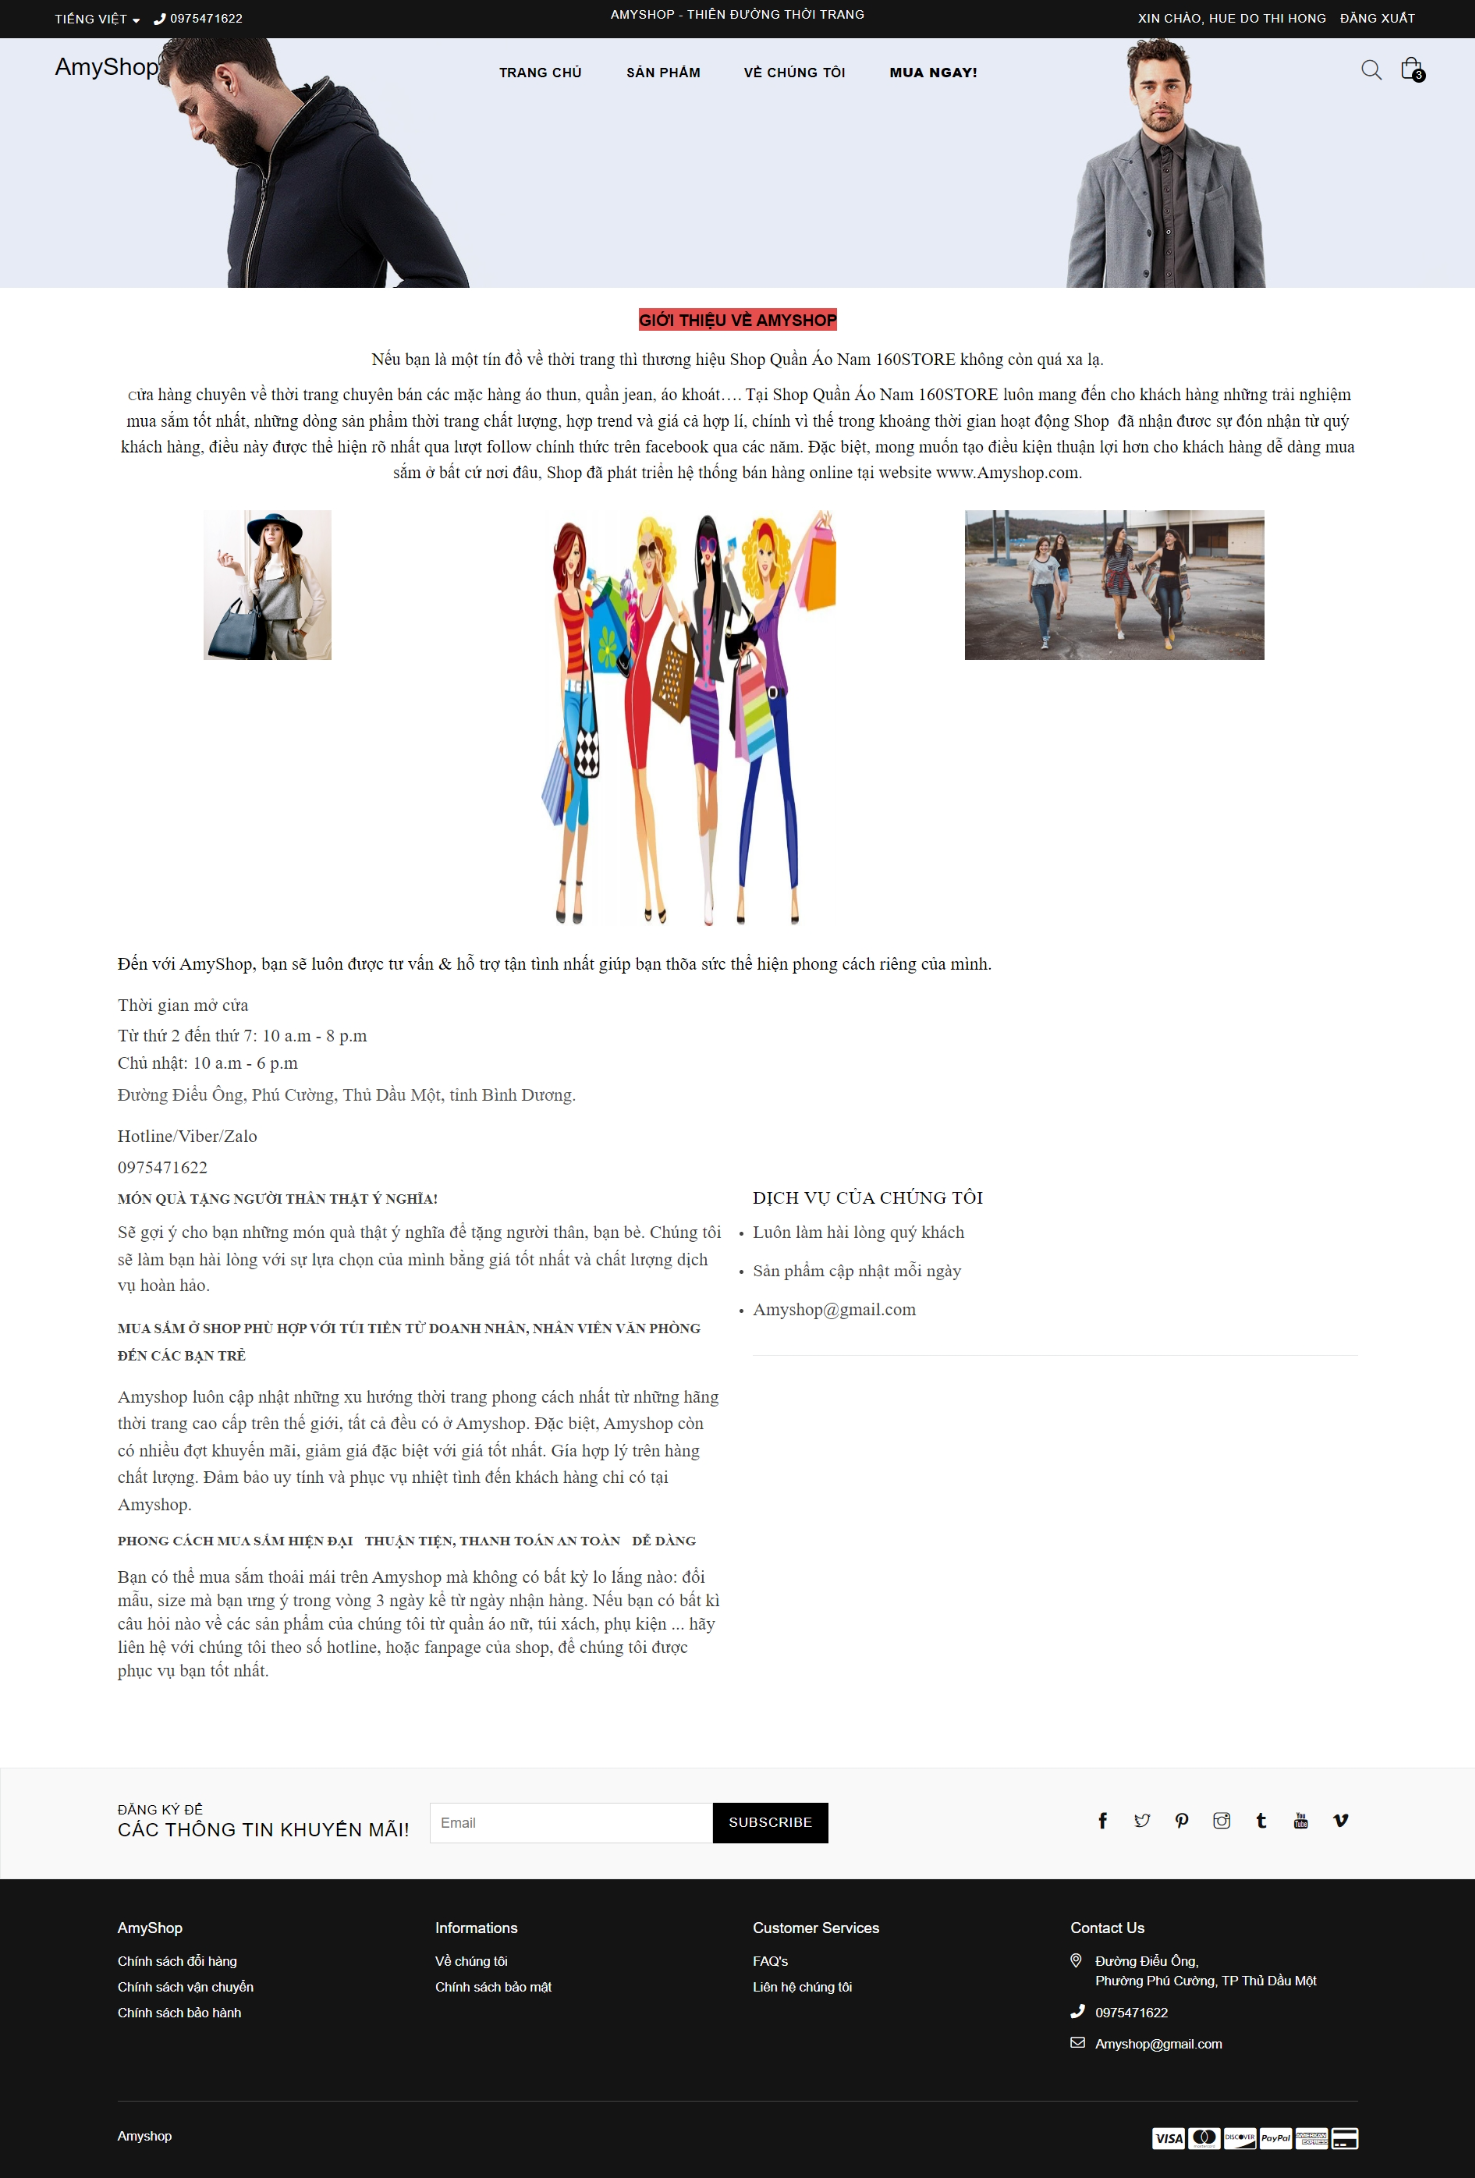 TIẾNG VIỆT 0975471622
AMYSHOP - THIÊN ĐƯỜNG THỜI TRANG
XIN CHÀO, HUE DO THI HONG ĐĂNG XUẤT
AmyShop
TRANG CHỦ SẢN PHẨM VỀ CHÚNG TÔI MUA NGAY!
3
GIỚI THIỆU VỀ AMYSHOP
Nếu bạn là một tín đồ về thời trang thì thương hiệu Shop Quần Áo Nam 160STORE không còn quá xa lạ.
Cửa hàng chuyên về thời trang chuyên bán các mặc hàng áo thun, quần jean, áo khoát…. Tại Shop Quần Áo Nam 160STORE luôn mang đến cho khách hàng những trải nghiệm
mua sắm tốt nhất, những dòng sản phẩm thời trang chất lượng, hợp trend và giá cả hợp lí, chính vì thế trong khoảng thời gian hoạt động Shop đã nhận đươc sự đón nhận từ quý
khách hàng, điều này được thể hiện rõ nhất qua lượt follow chính thức trên facebook qua các năm. Đặc biệt, mong muốn tạo điều kiện thuận lợi hơn cho khách hàng dễ dàng mua
sắm ở bất cứ nơi đâu, Shop đã phát triển hệ thống bán hàng online tại website www.Amyshop.com.
Đến với AmyShop, bạn sẽ luôn được tư vấn & hỗ trợ tận tình nhất giúp bạn thõa sức thể hiện phong cách riêng của mình.
Thời gian mở cửa
Từ thứ 2 đến thứ 7: 10 a.m - 8 p.m
Chủ nhật: 10 a.m - 6 p.m
Đường Điểu Ông, Phú Cường, Thủ Dầu Một, tỉnh Bình Dương.
Hotline/Viber/Zalo
0975471622
MÓN QUÀ TẶNG NGƯỜI THÂN THẬT Ý NGHĨA!
Sẽ gợi ý cho bạn những món quà thật ý nghĩa để tặng người thân, bạn bè. Chúng tôi
sẽ làm bạn hài lòng với sự lựa chọn của mình bằng giá tốt nhất và chất lượng dịch
vụ hoàn hảo.
MUA SẮM Ở SHOP PHÙ HỢP VỚI TÚI TIỀN TỪ DOANH NHÂN, NHÂN VIÊN VĂN PHÒNG
ĐẾN CÁC BẠN TRẺ
Amyshop luôn cập nhật những xu hướng thời trang phong cách nhất từ những hãng
thời trang cao cấp trên thế giới, tất cả đều có ở Amyshop. Đặc biệt, Amyshop còn
có nhiều đợt khuyến mãi, giảm giá đặc biệt với giá tốt nhất. Gía hợp lý trên hàng
chất lượng. Đảm bảo uy tính và phục vụ nhiệt tình đến khách hàng chỉ có tại
Amyshop.
PHONG CÁCH MUA SẮM HIỆN ĐẠI THUẬN TIỆN, THANH TOÁN AN TOÀN DỄ DÀNG
Bạn có thể mua sắm thoải mái trên Amyshop mà không có bất kỳ lo lắng nào: đổi
mẫu, size mà bạn ưng ý trong vòng 3 ngày kể từ ngày nhận hàng. Nếu bạn có bất kì
câu hỏi nào về các sản phẩm của chúng tôi từ quần áo nữ, túi xách, phụ kiện ... hãy
liên hệ với chúng tôi theo số hotline, hoặc fanpage của shop, để chúng tôi được
phục vụ bạn tốt nhất.
DỊCH VỤ CỦA CHÚNG TÔI
• Luôn làm hài lòng quý khách
• Sản phẩm cập nhật mỗi ngày
• Amyshop@gmail.com
ĐĂNG KÝ ĐỂ
CÁC THÔNG TIN KHUYẾN MÃI!
Email SUBSCRIBE
You Tube
AmyShop
Chính sách đổi hàng
Chính sách vận chuyển
Chính sách bảo hành
Informations
Về chúng tôi
Chính sách bảo mật
Customer Services
FAQ's
Liên hệ chúng tôi
Contact Us
Đường Điểu Ông,
Phường Phú Cường, TP Thủ Dầu Một
0975471622
Amyshop@gmail.com
Amyshop
VISA DISCOVER PayPal AMERICAN EXPRESS